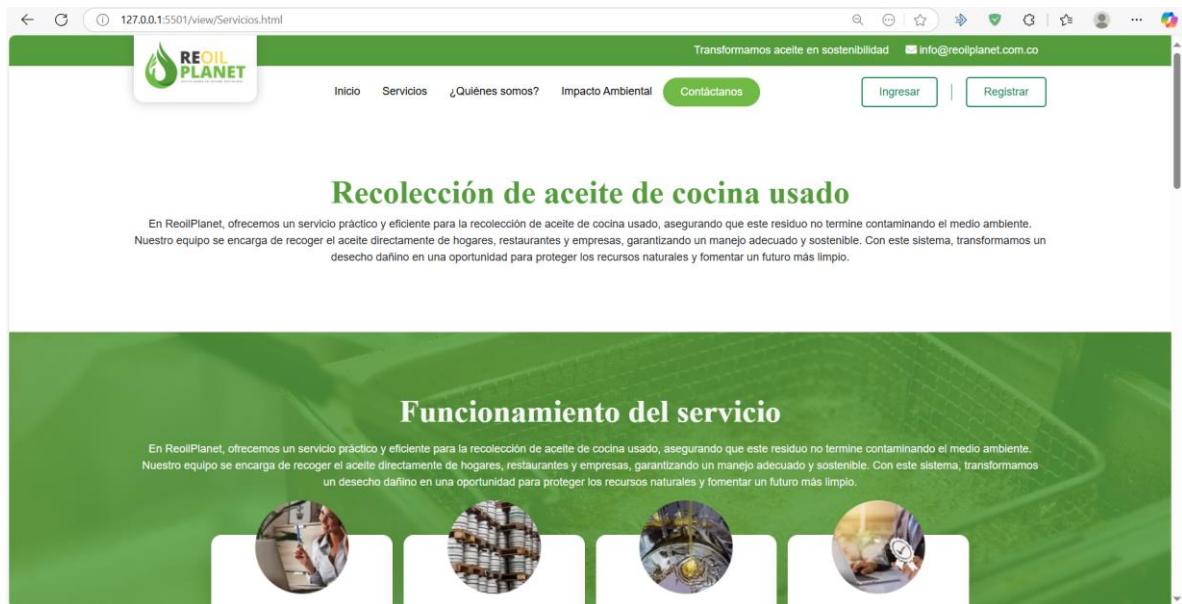 127.0.0.1:5501/view/Servicios.html
Transformamos aceite en sostenibilidad info@reoilplanet.com.co
REOIL
PLANET
Inicio Servicios ¿Quiénes somos? Impacto Ambiental Contáctanos Ingresar | Registrar
Recolección de aceite de cocina usado
En ReoilPlanet, ofrecemos un servicio práctico y eficiente para la recolección de aceite de cocina usado, asegurando que este residuo no termine contaminando el medio ambiente.
Nuestro equipo se encarga de recoger el aceite directamente de hogares, restaurantes y empresas, garantizando un manejo adecuado y sostenible. Con este sistema, transformamos un
desecho dañino en una oportunidad para proteger los recursos naturales y fomentar un futuro más limpio.
Funcionamiento del servicio
En ReoilPlanet, ofrecemos un servicio práctico y eficiente para la recolección de aceite de cocina usado, asegurando que este residuo no termine contaminando el medio ambiente.
Nuestro equipo se encarga de recoger el aceite directamente de hogares, restaurantes y empresas, garantizando un manejo adecuado y sostenible. Con este sistema, transformamos
un desecho dañino en una oportunidad para proteger los recursos naturales y fomentar un futuro más limpio.